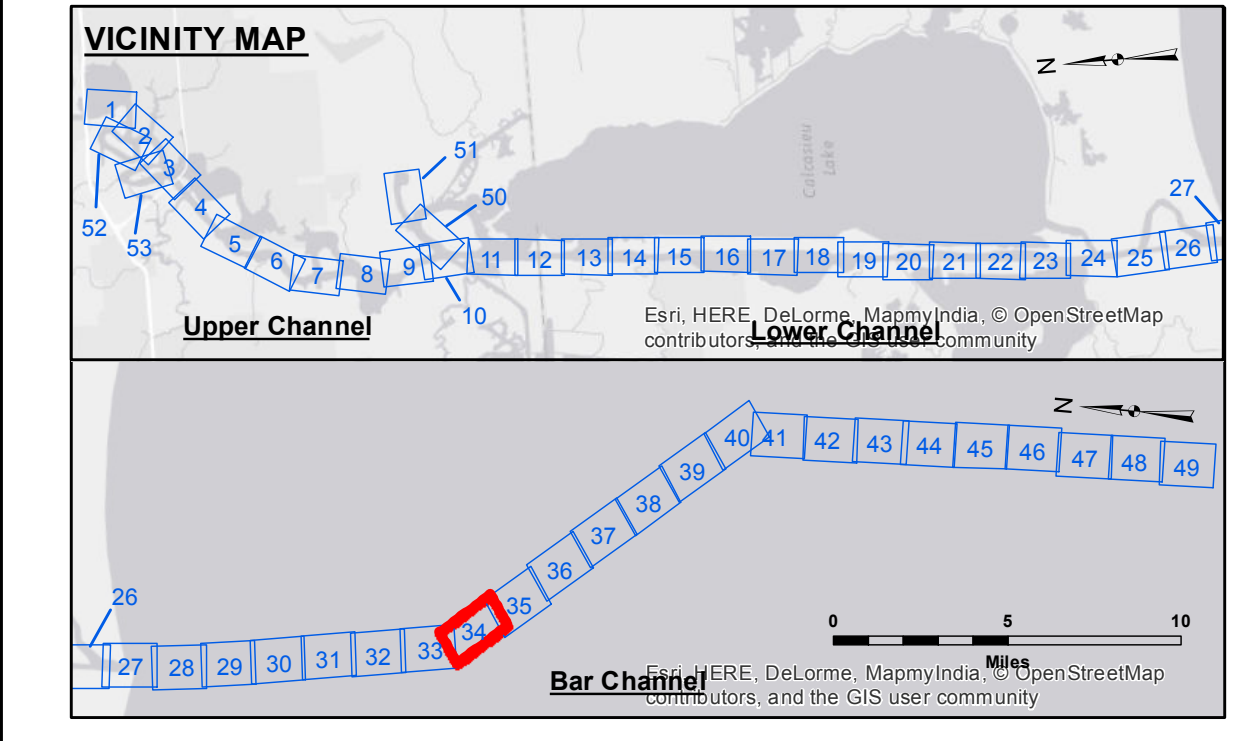 VICINITY MAP
N
1
2
3
4
5
6
7
8
9
10
11 12 13 14 15 16 17 18 19 20 21 22 23 24 25 26
27
50
51
52
53
Calcasieu
Lake
Upper Channel
Lower Channel
Esri, HERE, DeLorme, MapmyIndia, © OpenStreetMap
contributors, and the GIS user community
N
26
27 28 29 30 31 32 33 34 35 36 37 38 39 40 41 42 43 44 45 46 47 48 49
0 5 10
Miles
Bar Channel
Esri, HERE, DeLorme, MapmyIndia, © OpenStreetMap
contributors, and the GIS user community